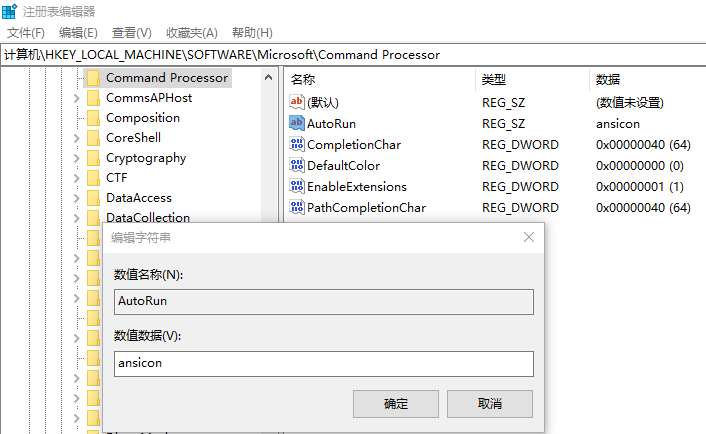 注册表编辑器
文件(F) 编辑(E) 查看(V) 收藏夹(A) 帮助(H)
计算机\HKEY_LOCAL_MACHINE\SOFTWARE\Microsoft\Command Processor
Command Processor
CommsAPHost
Composition
CoreShell
Cryptography
CTF
DataAccess
DataCollection
名称 类型 数据
(默认) REG_SZ (数值未设置)
AutoRun REG_SZ ansicon
CompletionChar REG_DWORD 0x00000040 (64)
DefaultColor REG_DWORD 0x00000000 (0)
EnableExtensions REG_DWORD 0x00000001 (1)
PathCompletionChar REG_DWORD 0x00000040 (64)
编辑字符串
数值名称(N):
AutoRun
数值数据(V):
ansicon
确定 取消